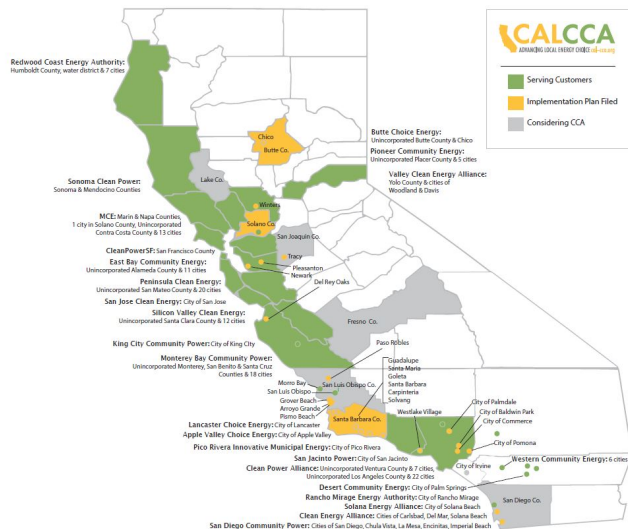 CALCCA
ADVANCING LOCAL ENERGY CHOICE cal-cca.org
Serving Customers
Implementation Plan Filed
Considering CCA
Redwood Coast Energy Authority:
Humboldt County, water district & 7 cities
Chico
Butte Co.
Butte Choice Energy:
Unincorporated Butte County & Chico
Pioneer Community Energy:
Unincorporated Placer County & 5 cities
Valley Clean Energy Alliance:
Yolo County & cities of
Woodland & Davis
Lake Co.
Sonoma Clean Power:
Sonoma & Mendocino Counties
Winters
Solano Co.
MCE: Marin & Napa Counties,
1 city in Solano County, Unincorporated
Contra Costa County & 13 cities
San Joaquin Co.
Tracy
CleanPowerSF: San Francisco County
East Bay Community Energy:
Unincorporated Alameda County & 11 cities
Pleasanton
Newark
Peninsula Clean Energy:
Unincorporated San Mateo County & 20 cities
Del Rey Oaks
San Jose Clean Energy: City of San Jose
Silicon Valley Clean Energy:
Unincorporated Santa Clara County & 12 cities
Fresno Co.
King City Community Power: City of King City
Paso Robles
Monterey Bay Community Power:
Unincorporated Monterey, San Benito & Santa Cruz
Counties & 18 cities
Guadalupe
Santa Maria
Goleta
Santa Barbara
Carpinteria
Solvang
Morro Bay
San Luis Obispo
San Luis Obispo Co.
Grover Beach
Arroyo Grande
Pismo Beach
Santa Barbara Co.
Westlake Village
City of Palmdale
City of Baldwin Park
City of Commerce
City of Pomona
Lancaster Choice Energy: City of Lancaster
Apple Valley Choice Energy: City of Apple Valley
Pico Rivera Innovative Municipal Energy: City of Pico Rivera
San Jacinto Power: City of San Jacinto
Clean Power Alliance: Unincorporated Ventura County & 7 cities,
Unincorporated Los Angeles County & 22 cities
City of Irvine
Western Community Energy: 6 cities
Desert Community Energy: City of Palm Springs
Rancho Mirage Energy Authority: City of Rancho Mirage
Solana Energy Alliance: City of Solana Beach
Clean Energy Alliance: Cities of Carlsbad, Del Mar, Solana Beach
San Diego Community Power: Cities of San Diego, Chula Vista, La Mesa, Encinitas, Imperial Beach
San Diego Co.